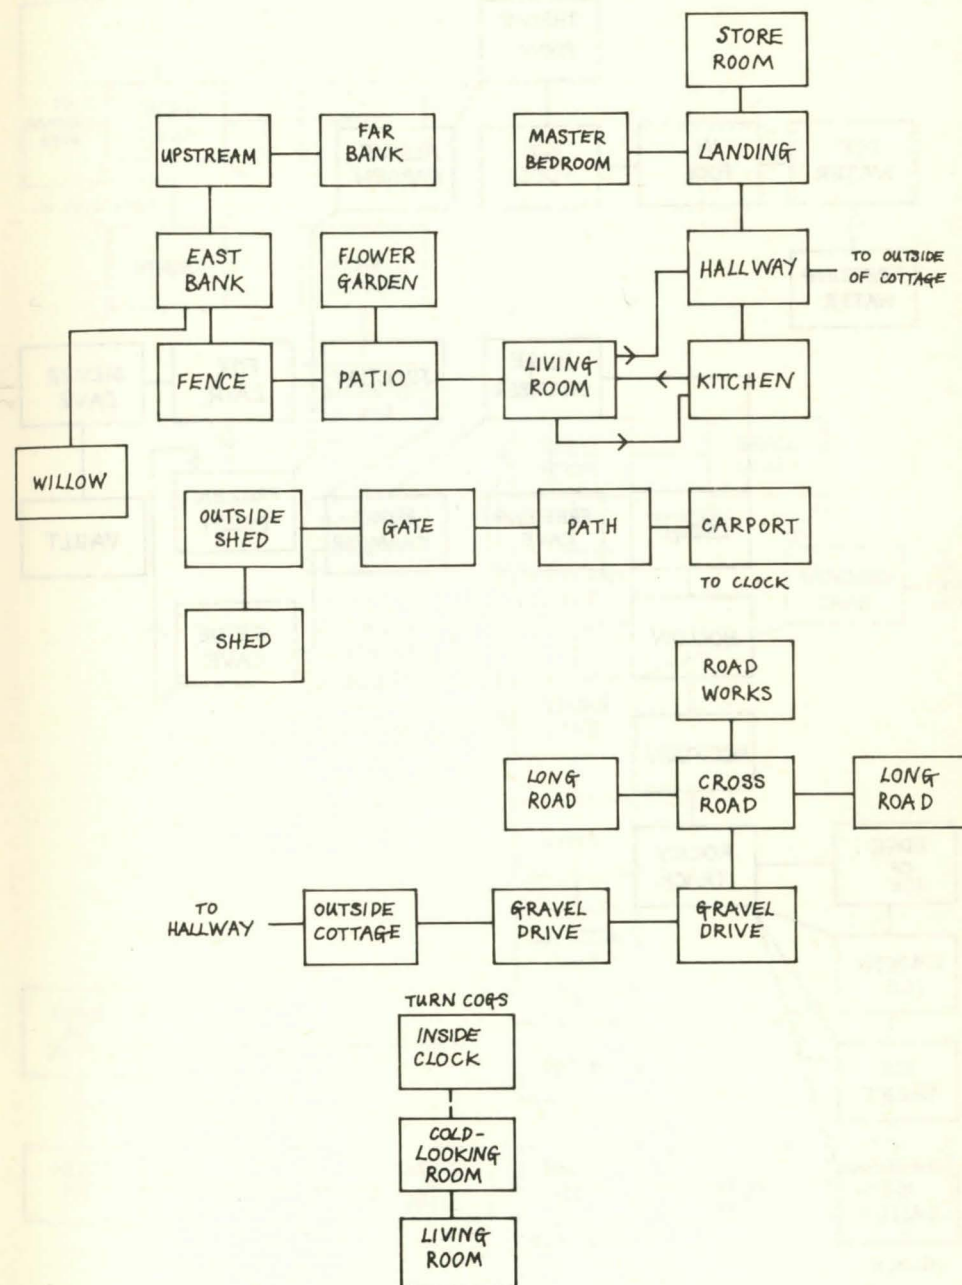 STORE
ROOM
UPSTREAM
FAR
BANK
MASTER
BEDROOM
LANDING
EAST
BANK
FLOWER
GARDEN
HALLWAY
TO OUTSIDE
OF COTTAGE
FENCE
PATIO
LIVING
ROOM
KITCHEN
WILLOW
OUTSIDE
SHED
GATE
PATH
CARPORT
TO CLOCK
SHED
ROAD
WORKS
LONG
ROAD
CROSS
ROAD
LONG
ROAD
TO
HALLWAY
OUTSIDE
COTTAGE
GRAVEL
DRIVE
GRAVEL
DRIVE
TURN COGS
INSIDE
CLOCK
COLD-
LOOKING
ROOM
LIVING
ROOM